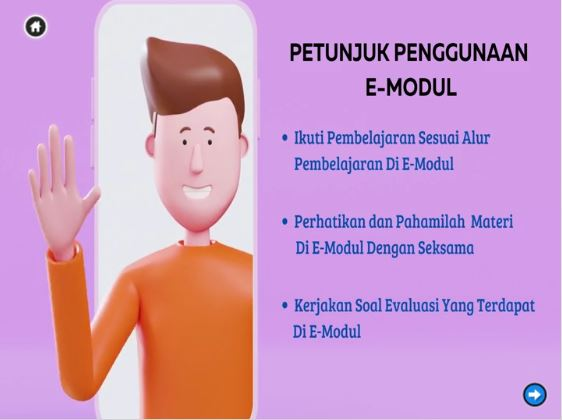 PETUNJUK PENGGUNAAN
E-MODUL
• Ikuti Pembelajaran Sesuai Alur
Pembelajaran Di E-Modul
• Perhatikan dan Pahamilah Materi
Di E-Modul Dengan Seksama
• Kerjakan Soal Evaluasi Yang Terdapat
Di E-Modul